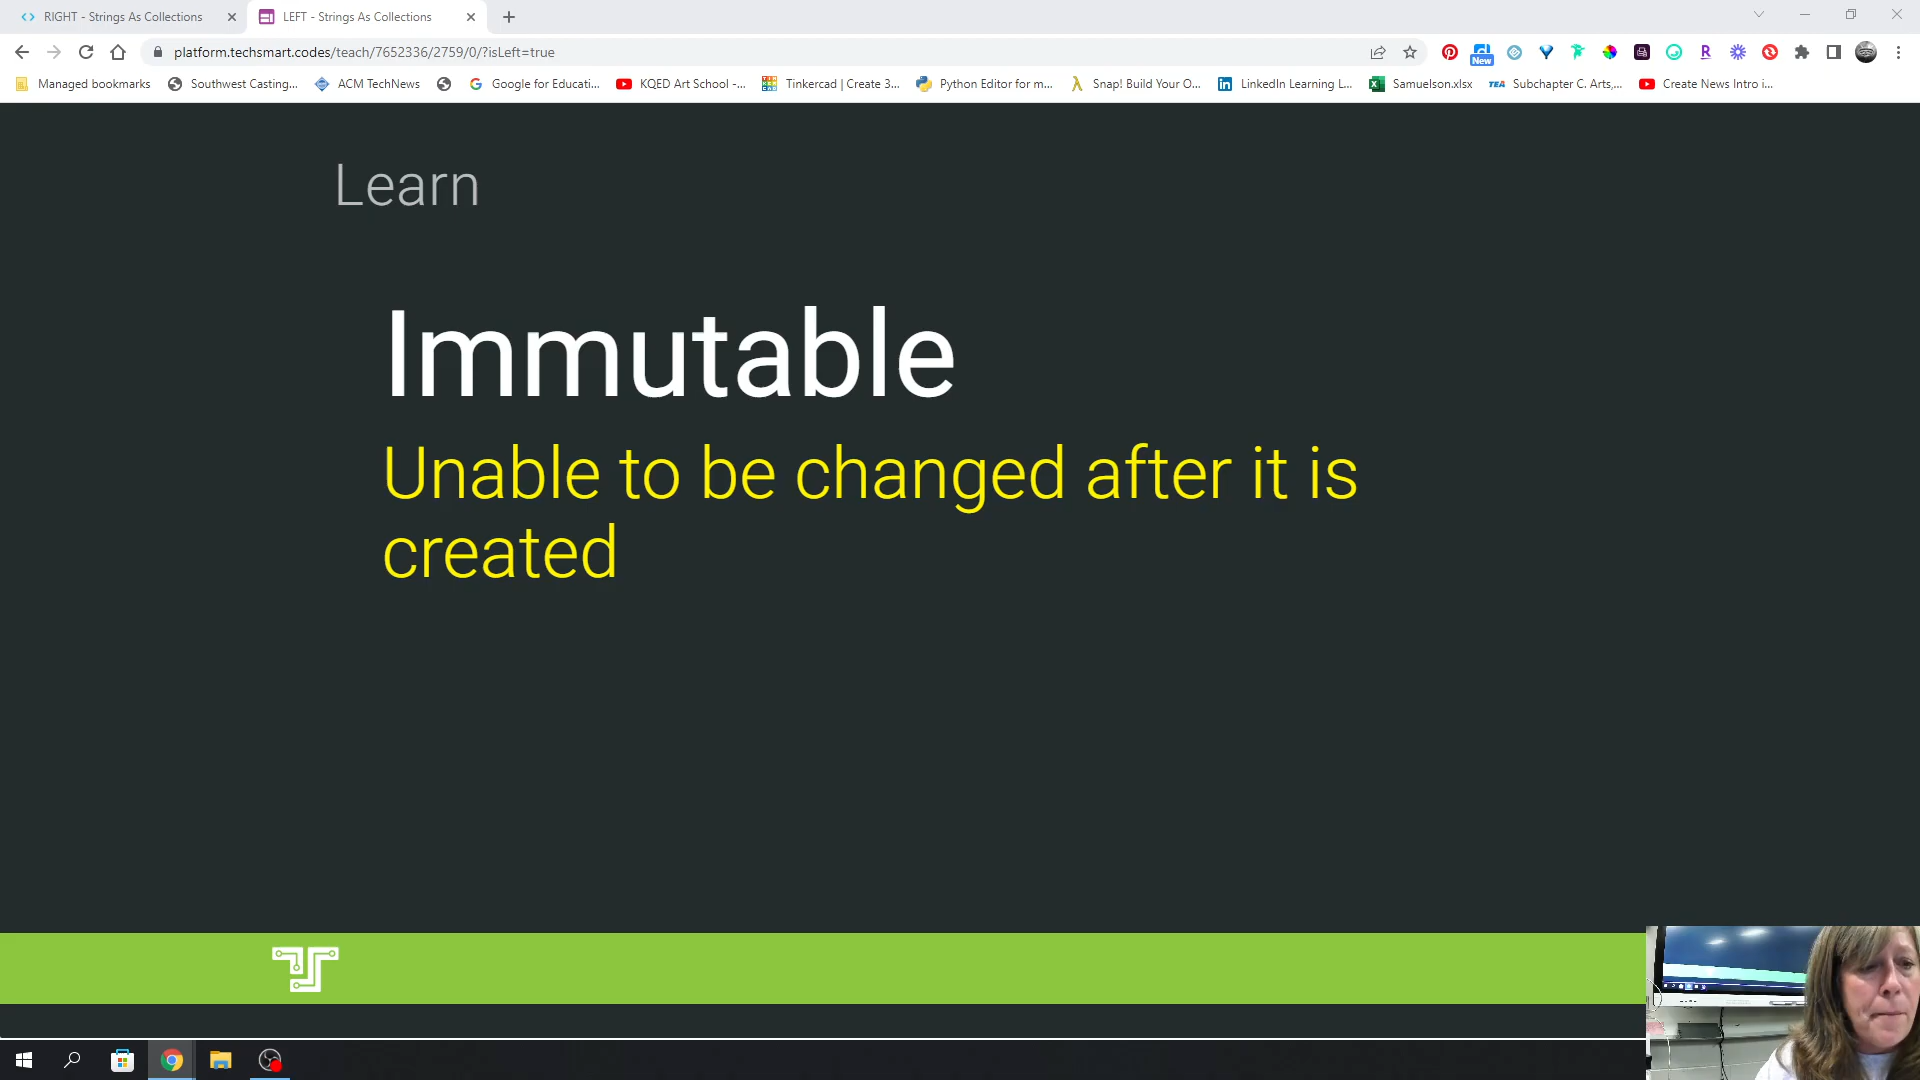 RIGHT - Strings As Collections
LEFT - Strings As Collections
platform.techsmart.codes/teach/7652336/2759/0/?isLeft=true
New
R
Managed bookmarks
Southwest Casting...
ACM TechNews
Google for Educati...
KQED Art School -...
Tinkercad | Create 3...
Python Editor for m...
Snap! Build Your O...
LinkedIn Learning L...
Samuelson.xlsx
TEA
Subchapter C. Arts,...
Create News Intro i...
Learn
Immutable
Unable to be changed after it is
created